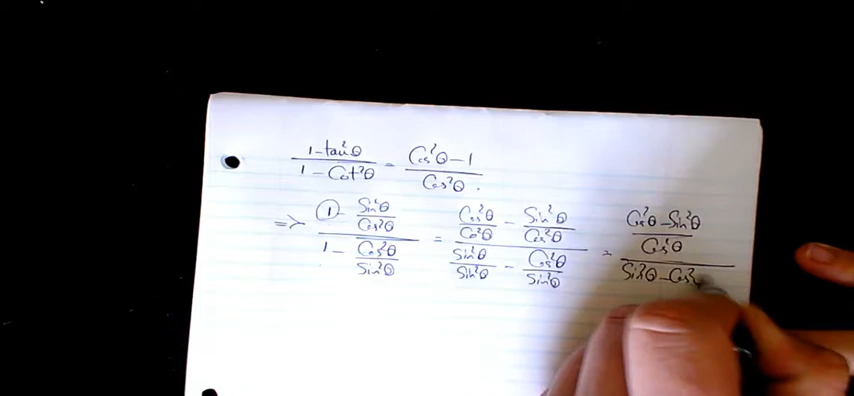 1-tan²θ / 1-Cot²θ = Cos²θ-1 / Cos²θ.
=> 1 - Sin²θ/Cos²θ / 1 - Cos²θ/Sin²θ = Cos²θ/Cos²θ - Sin²θ/Cos²θ / Sin²θ/Sin²θ - Cos²θ/Sin²θ = Cos²θ-Sin²θ / Cos²θ / Sin²θ-Cos²